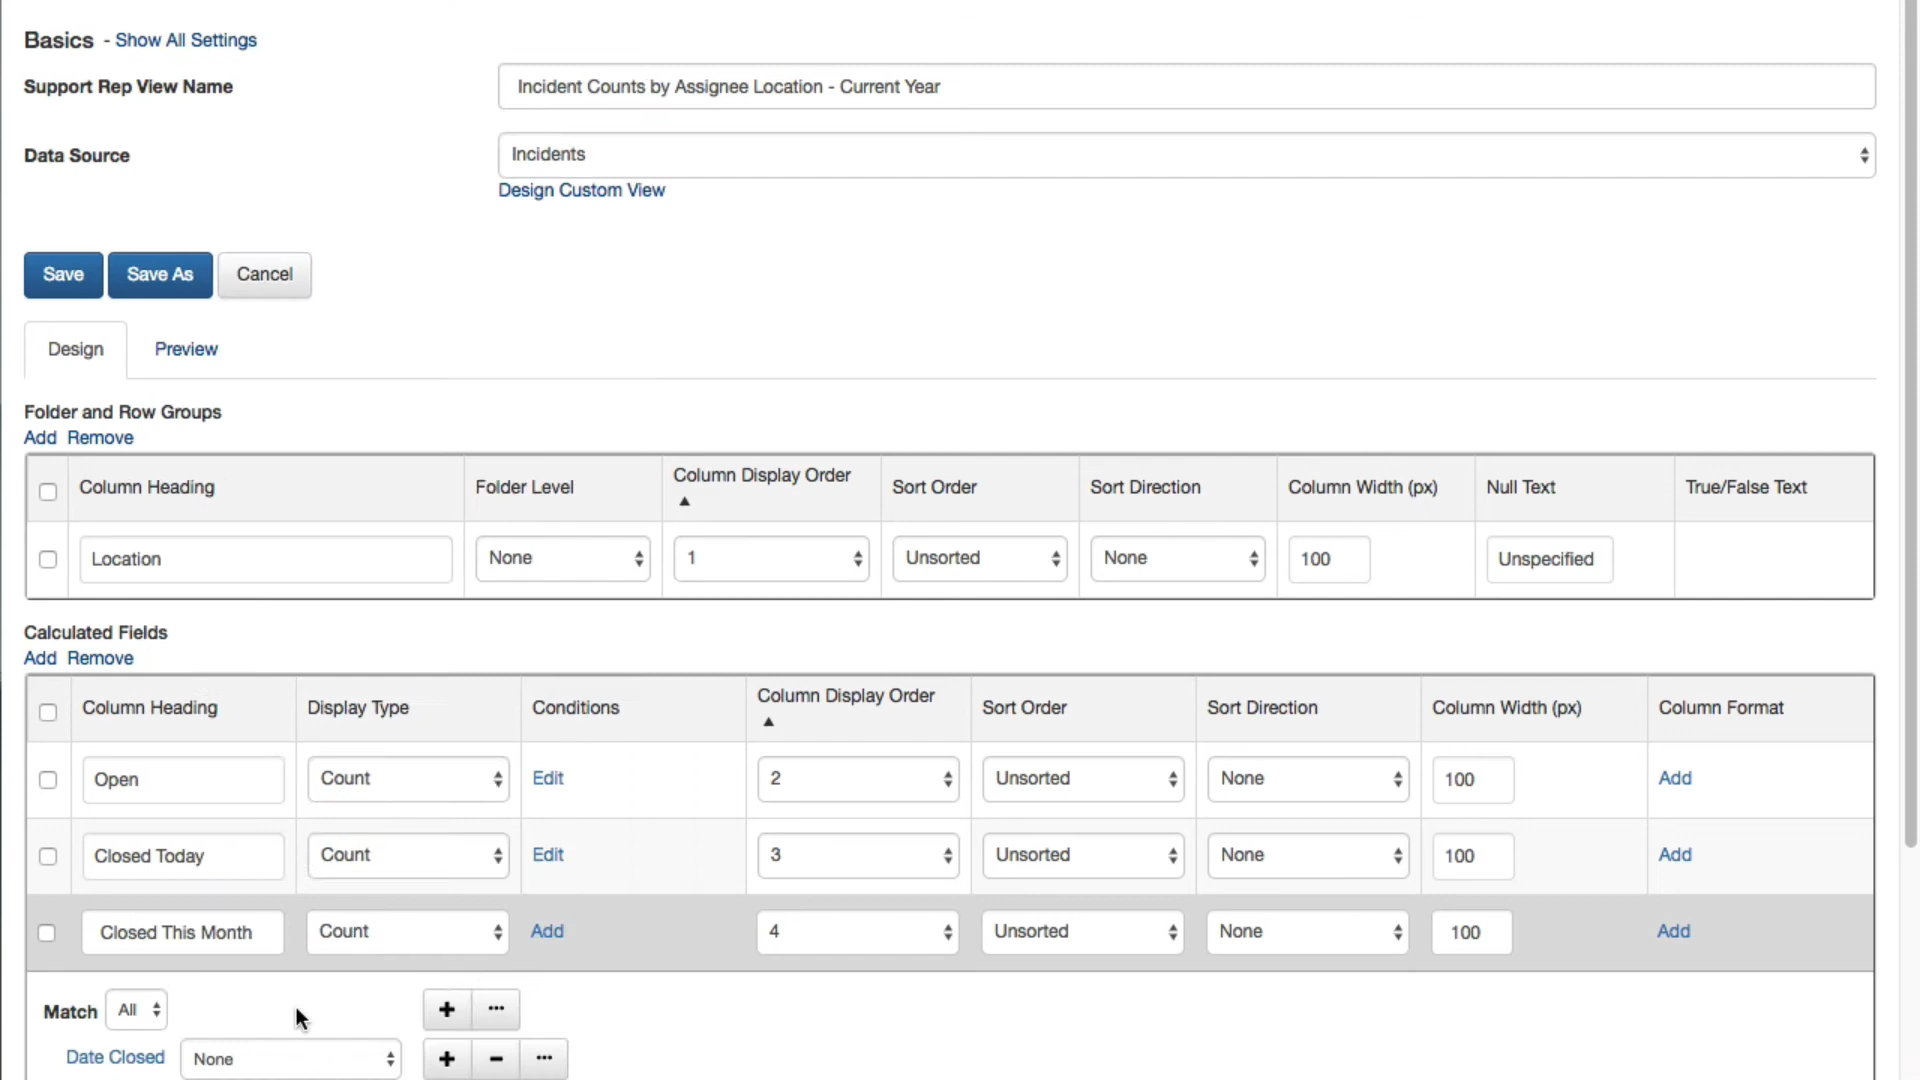 Basics - Show All Settings
Support Rep View Name Incident Counts by Assignee Location - Current Year
Data Source Incidents
Design Custom View
Save Save As Cancel
Design Preview
Folder and Row Groups
Add Remove
Column Heading Folder Level Column Display Order ▲ Sort Order Sort Direction Column Width (px) Null Text True/False Text
Location None 1 Unsorted None 100 Unspecified
Calculated Fields
Add Remove
Column Heading Display Type Conditions Column Display Order ▲ Sort Order Sort Direction Column Width (px) Column Format
Open Count Edit 2 Unsorted None 100 Add
Closed Today Count Edit 3 Unsorted None 100 Add
Closed This Month Count Add 4 Unsorted None 100 Add
Match All + ...
Date Closed None + - ...